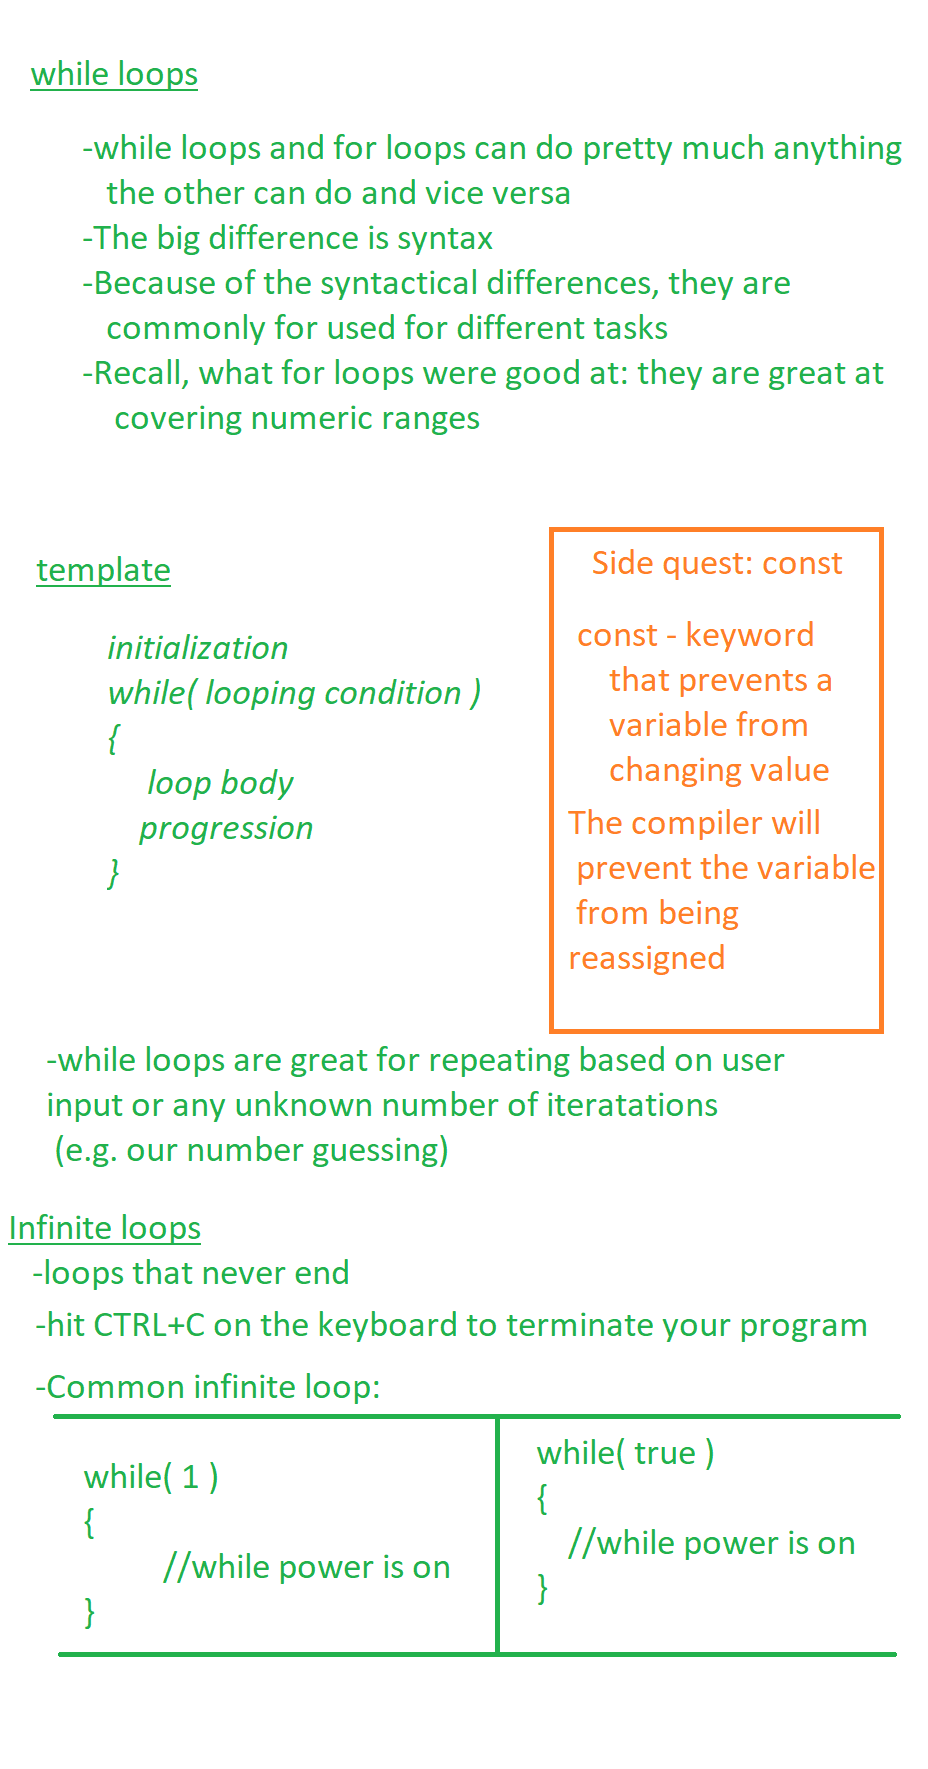 while loops
-while loops and for loops can do pretty much anything
the other can do and vice versa
-The big difference is syntax
-Because of the syntactical differences, they are
commonly for used for different tasks
-Recall, what for loops were good at: they are great at
covering numeric ranges
template
initialization
while( looping condition )
{
loop body
progression
}
Side quest: const
const - keyword
that prevents a
variable from
changing value
The compiler will
prevent the variable
from being
reassigned
-while loops are great for repeating based on user
input or any unknown number of iteratations
(e.g. our number guessing)
Infinite loops
-loops that never end
-hit CTRL+C on the keyboard to terminate your program
-Common infinite loop:
while( 1 )
{
//while power is on
}
while( true )
{
//while power is on
}